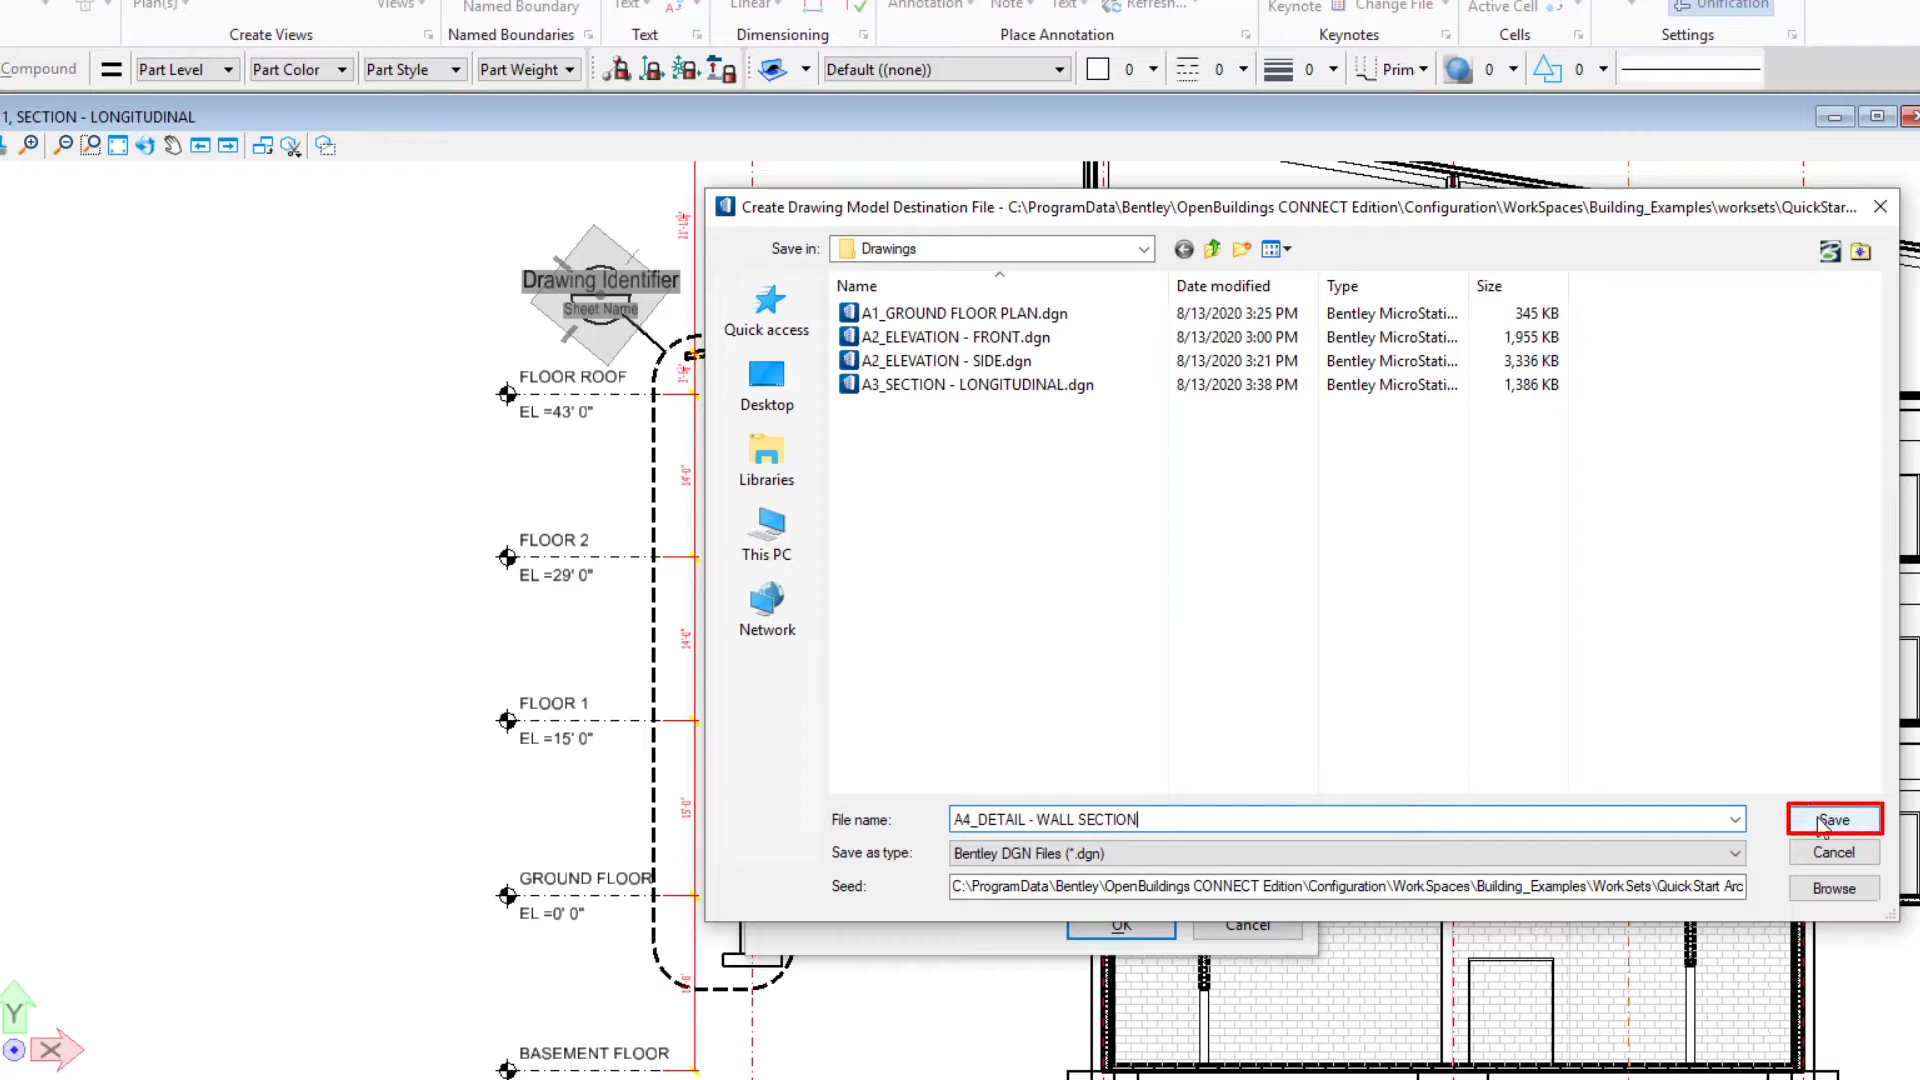 Plan(s)
Views
Named Boundary
Text
Linear
Annotation
Note
Text
Refresh...
Keynote
Change File
Active Cell
Unification
Create Views
Named Boundaries
Text
Dimensioning
Place Annotation
Keynotes
Cells
Settings
Compound
Part Level
Part Color
Part Style
Part Weight
Default ((none))
0
0
0
Prim
0
0
1, SECTION - LONGITUDINAL
Create Drawing Model Destination File - C:\ProgramData\Bentley\OpenBuildings CONNECT Edition\Configuration\WorkSpaces\Building_Examples\worksets\QuickStar...
Save in:
Drawings
Quick access
Desktop
Libraries
This PC
Network
Name
Date modified
Type
Size
A1_GROUND FLOOR PLAN.dgn 8/13/2020 3:25 PM Bentley MicroStati... 345 KB
A2_ELEVATION - FRONT.dgn 8/13/2020 3:00 PM Bentley MicroStati... 1,955 KB
A2_ELEVATION - SIDE.dgn 8/13/2020 3:21 PM Bentley MicroStati... 3,336 KB
A3_SECTION - LONGITUDINAL.dgn 8/13/2020 3:38 PM Bentley MicroStati... 1,386 KB
File name:
A4_DETAIL - WALL SECTION
Save
Save as type:
Bentley DGN Files (*.dgn)
Cancel
Seed:
C:\ProgramData\Bentley\OpenBuildings CONNECT Edition\Configuration\WorkSpaces\Building_Examples\WorkSets\QuickStart Arc
Browse
OK
Cancel
Drawing Identifier
Sheet Name
FLOOR ROOF
EL =43' 0"
FLOOR 2
EL =29' 0"
FLOOR 1
EL =15' 0"
GROUND FLOOR
EL =0' 0"
BASEMENT FLOOR
14'-0"
14'-0"
15'-0"
Y
X